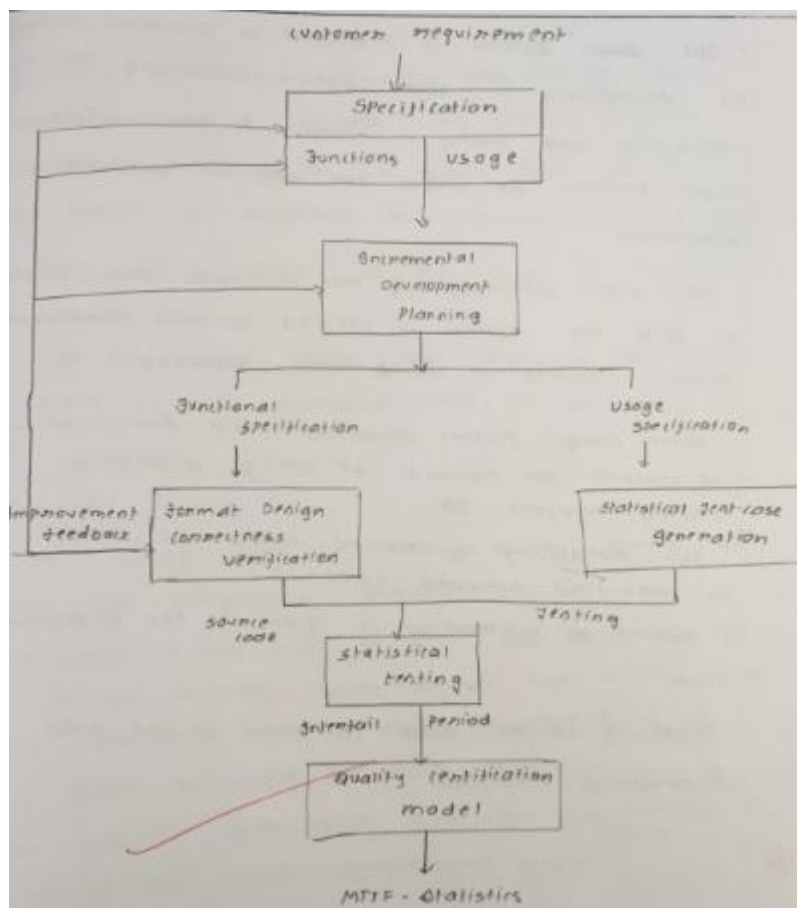 Customer requirement
Specification
Functions
usage
Incremental
Development
Planning
Functional
specification
usage
specification
Improvement
feedback
Format Design
correctness
verification
Statistical Test-case
generation
source
code
Testing
statistical
testing
Interfail
Period
Quality certification
model
MTTF - Statistics